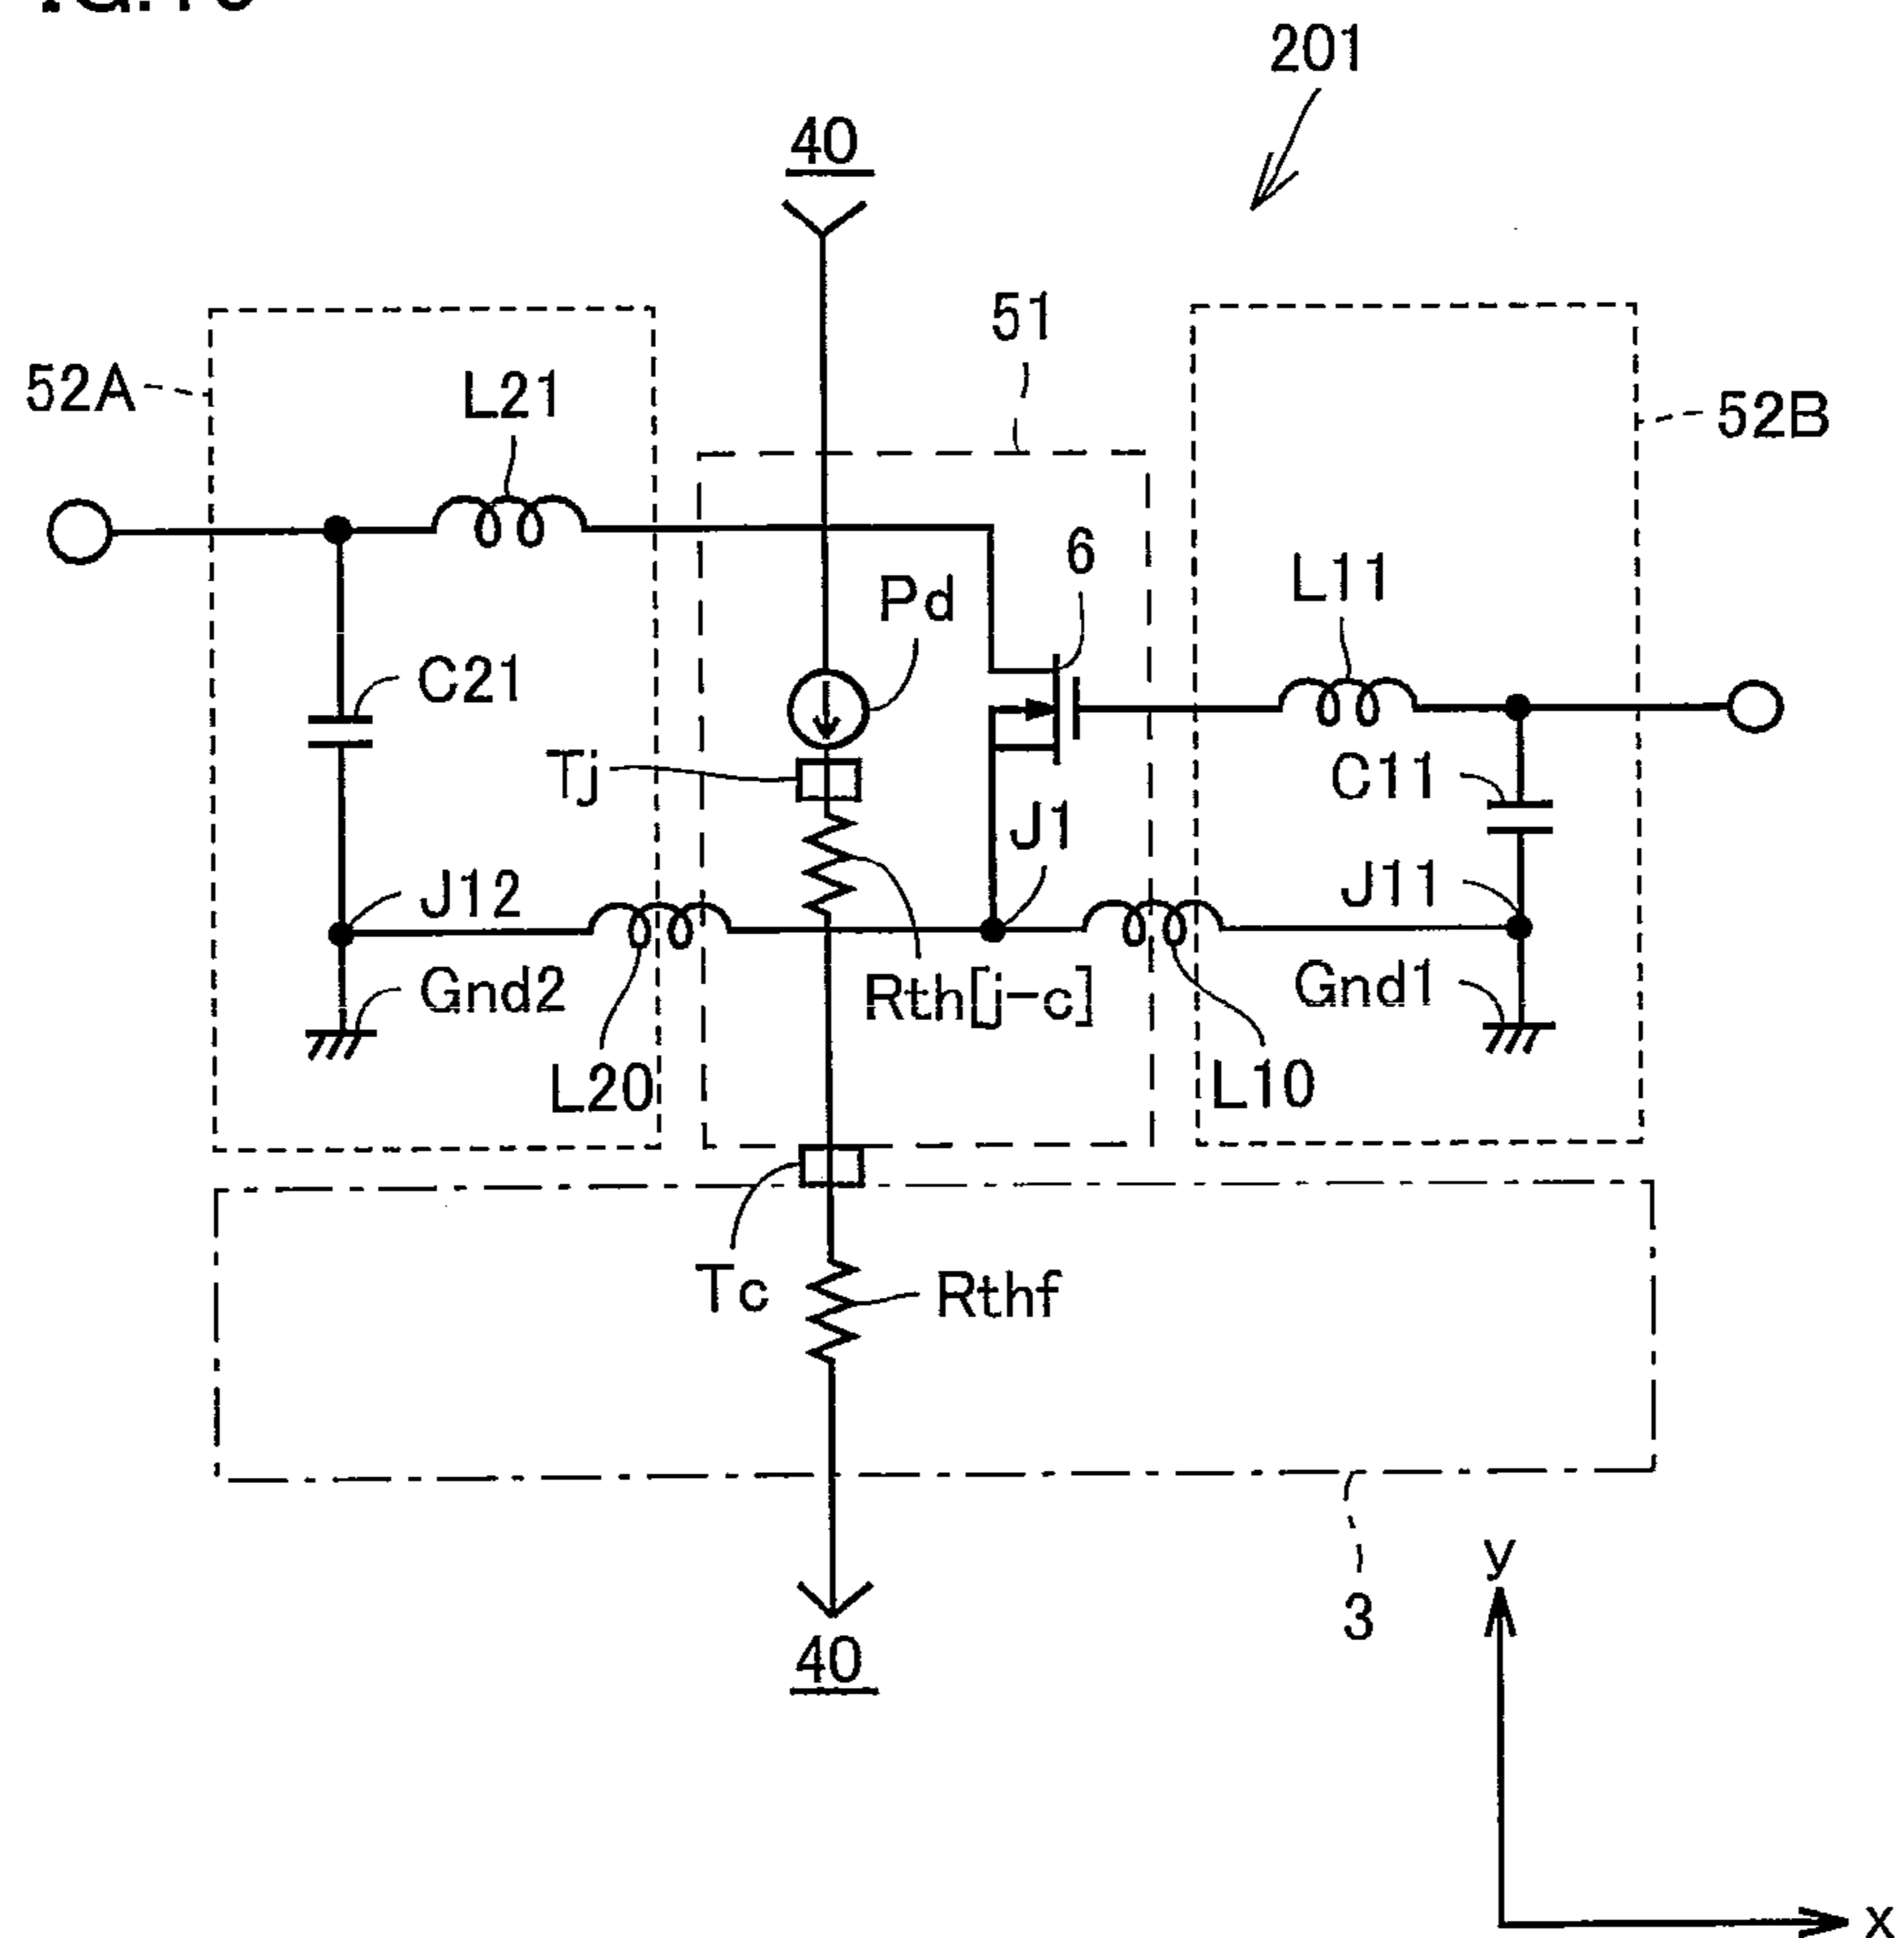 201
40
51
52A
L21
52B
6
L11
Pd
C21
Tj
C11
J1
J11
J12
Rth[j-c]
Gnd2
Gnd1
L20
L10
Tc
Rthf
3
y
40
x